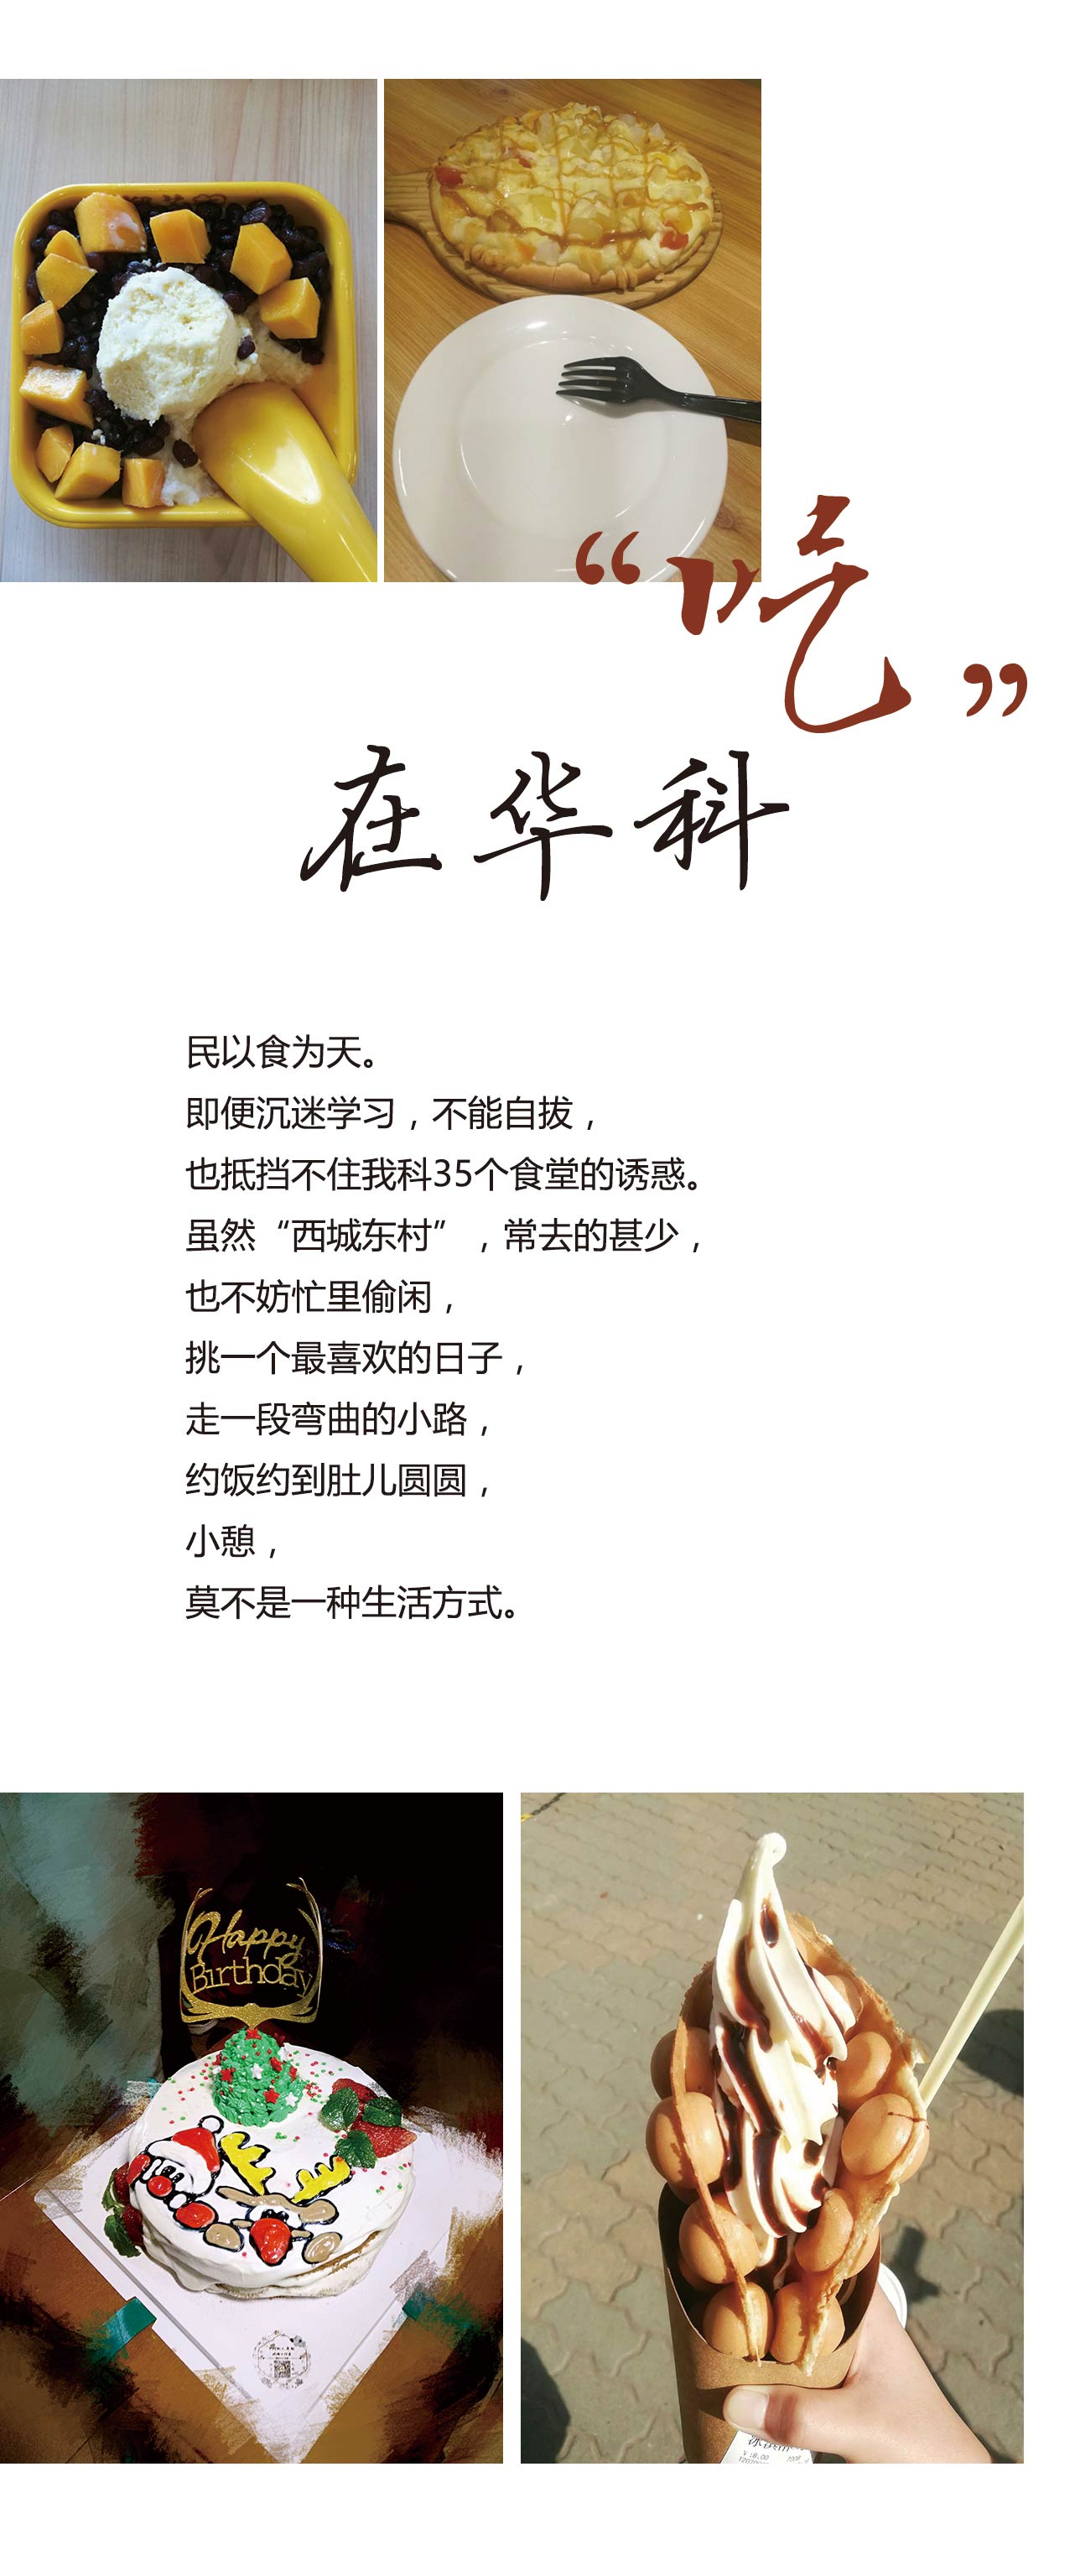 “吃”
在华科
民以食为天。
即便沉迷学习，不能自拔，
也抵挡不住我科35个食堂的诱惑。
虽然“西城东村”，常去的甚少，
也不妨忙里偷闲，
挑一个最喜欢的日子，
走一段弯曲的小路，
约饭约到肚儿圆圆，
小憩，
莫不是一种生活方式。
Happy
Birthday